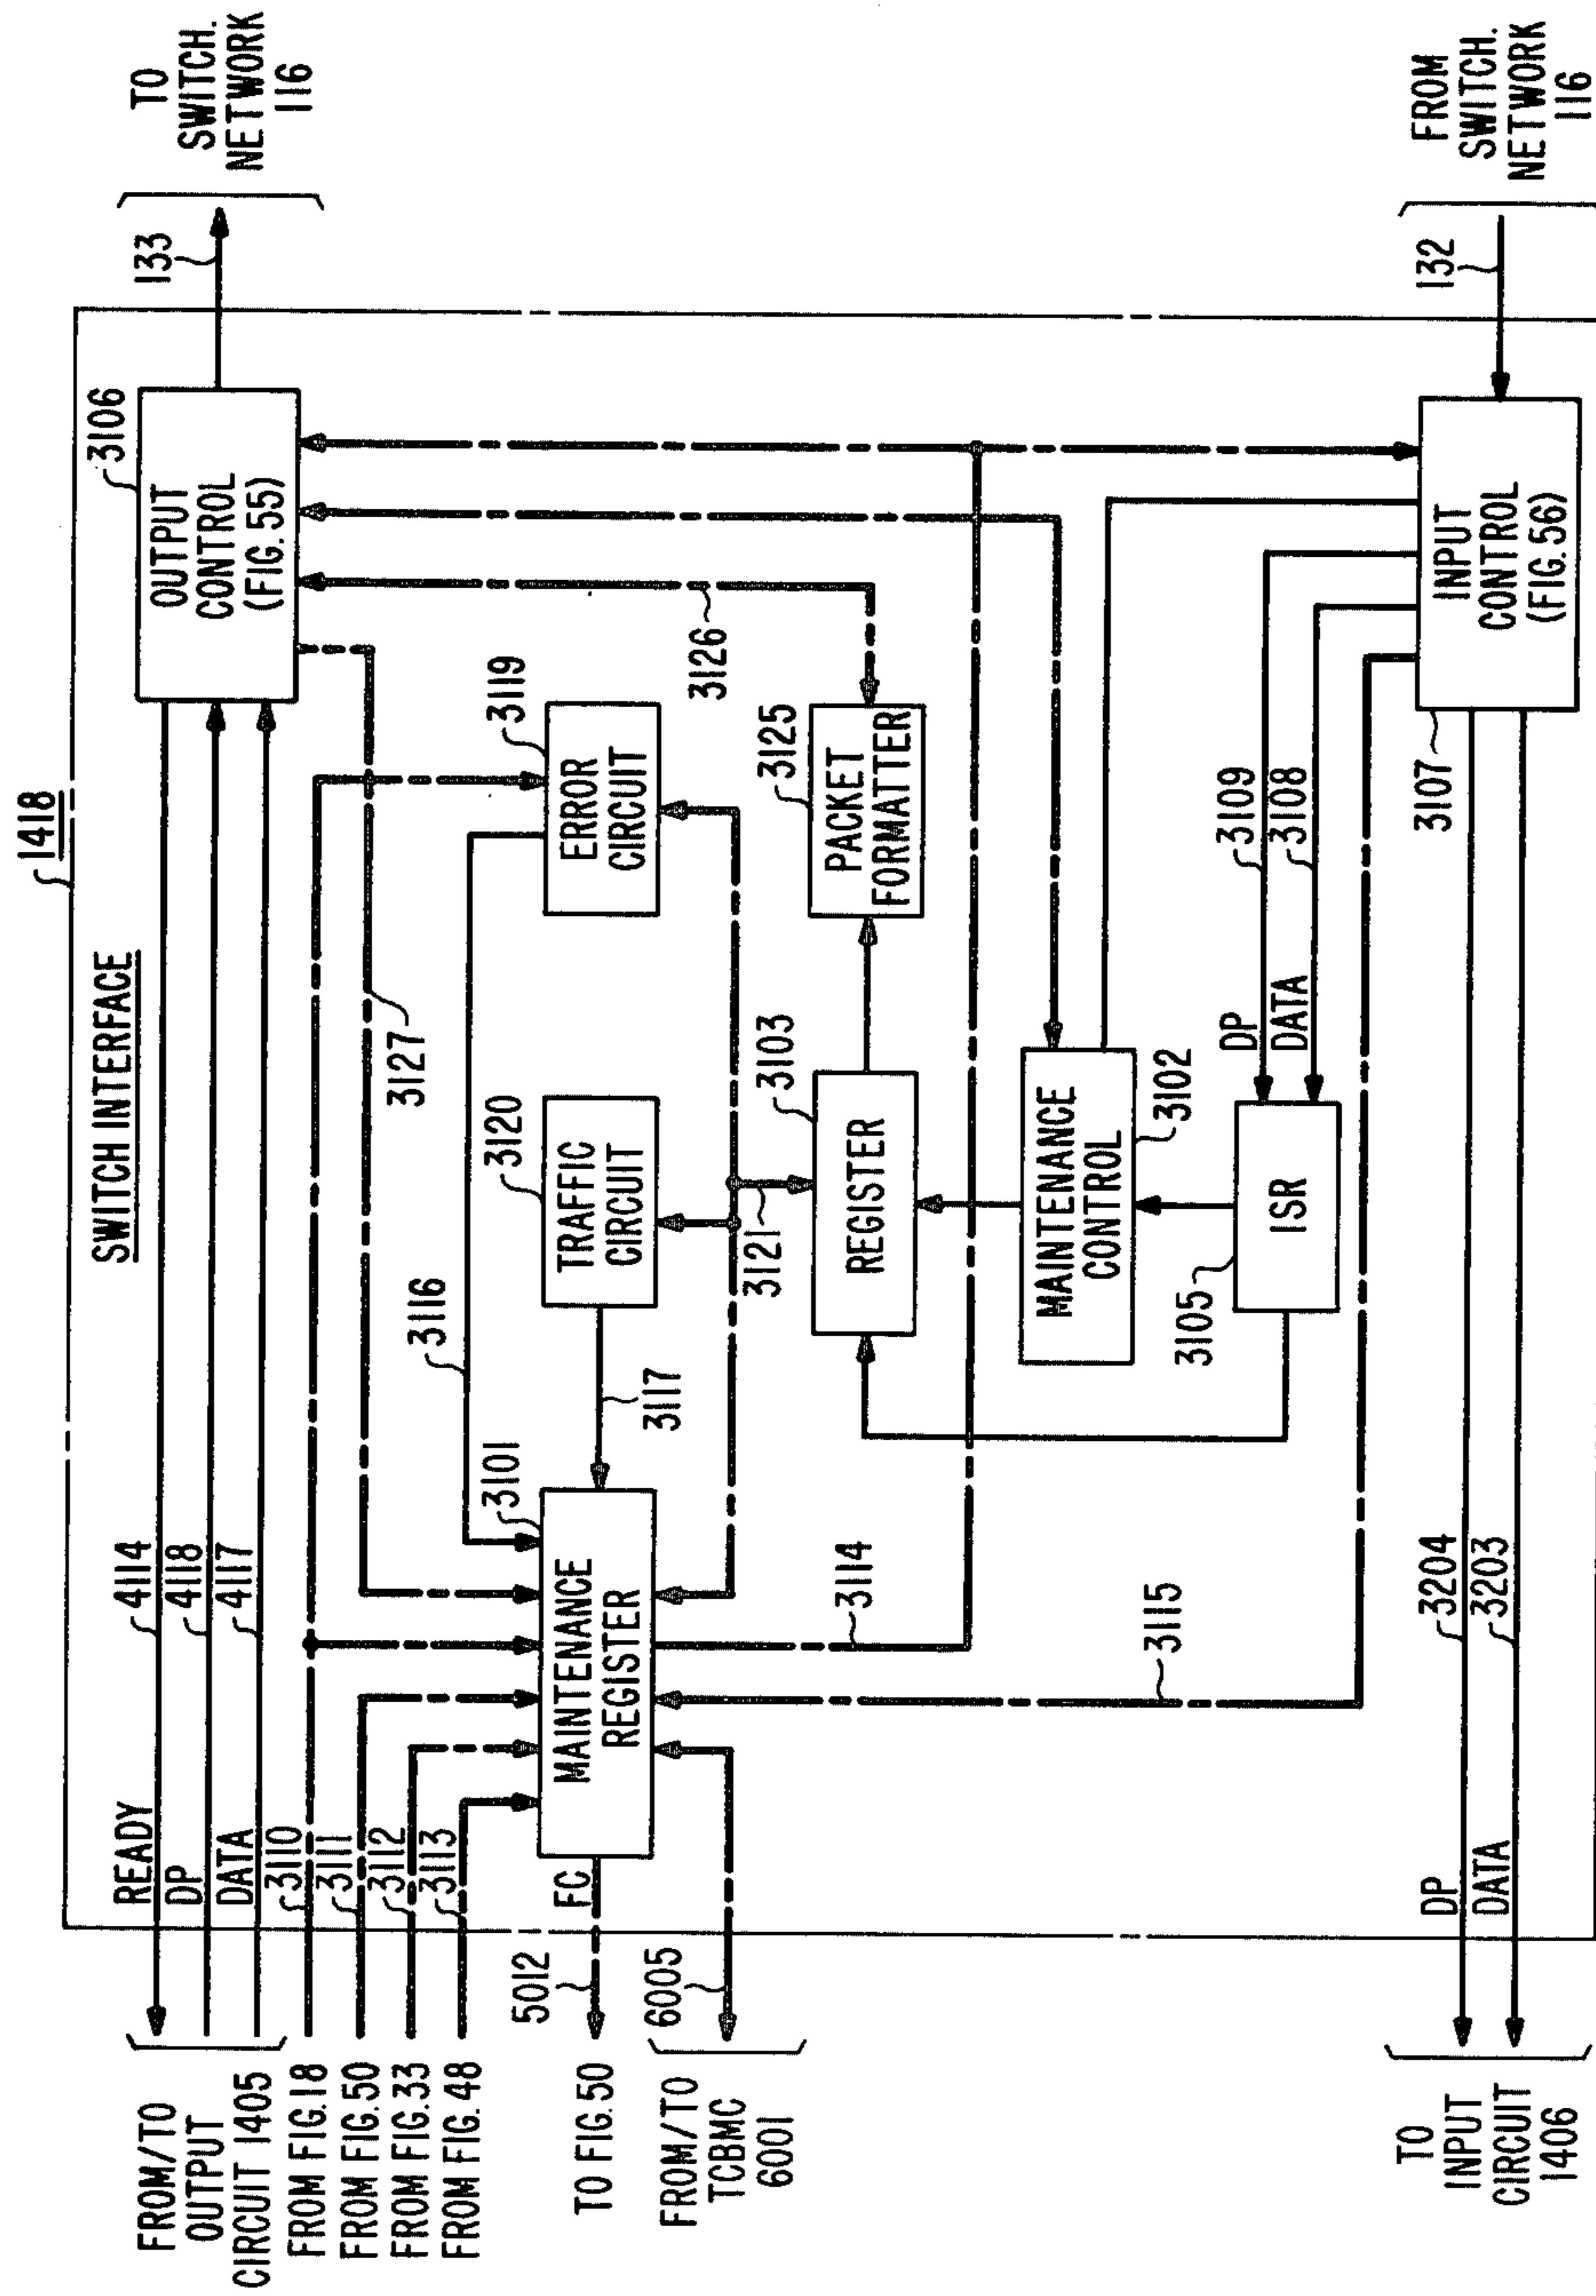 1418
SWITCH INTERFACE
FROM/TO
OUTPUT
CIRCUIT 1405
READY
4114
DP
4118
DATA
4117
FROM FIG.18
3110
FROM FIG.50
3111
FROM FIG.33
3112
FROM FIG.48
3113
TO FIG.50
5012
FC
FROM/TO
TCBMC
6001
6005
3106
OUTPUT
CONTROL
(FIG.55)
133
TO
SWITCH.
NETWORK
116
3127
3116
3101
MAINTENANCE
REGISTER
3117
3120
TRAFFIC
CIRCUIT
3119
ERROR
CIRCUIT
3126
3121
3103
REGISTER
3125
PACKET
FORMATTER
3114
3115
MAINTENANCE
CONTROL
3102
3105
ISR
DP
3109
DATA
3108
3107
INPUT
CONTROL
(FIG.56)
132
FROM
SWITCH.
NETWORK
116
DP
3204
DATA
3203
TO
INPUT
CIRCUIT
1406